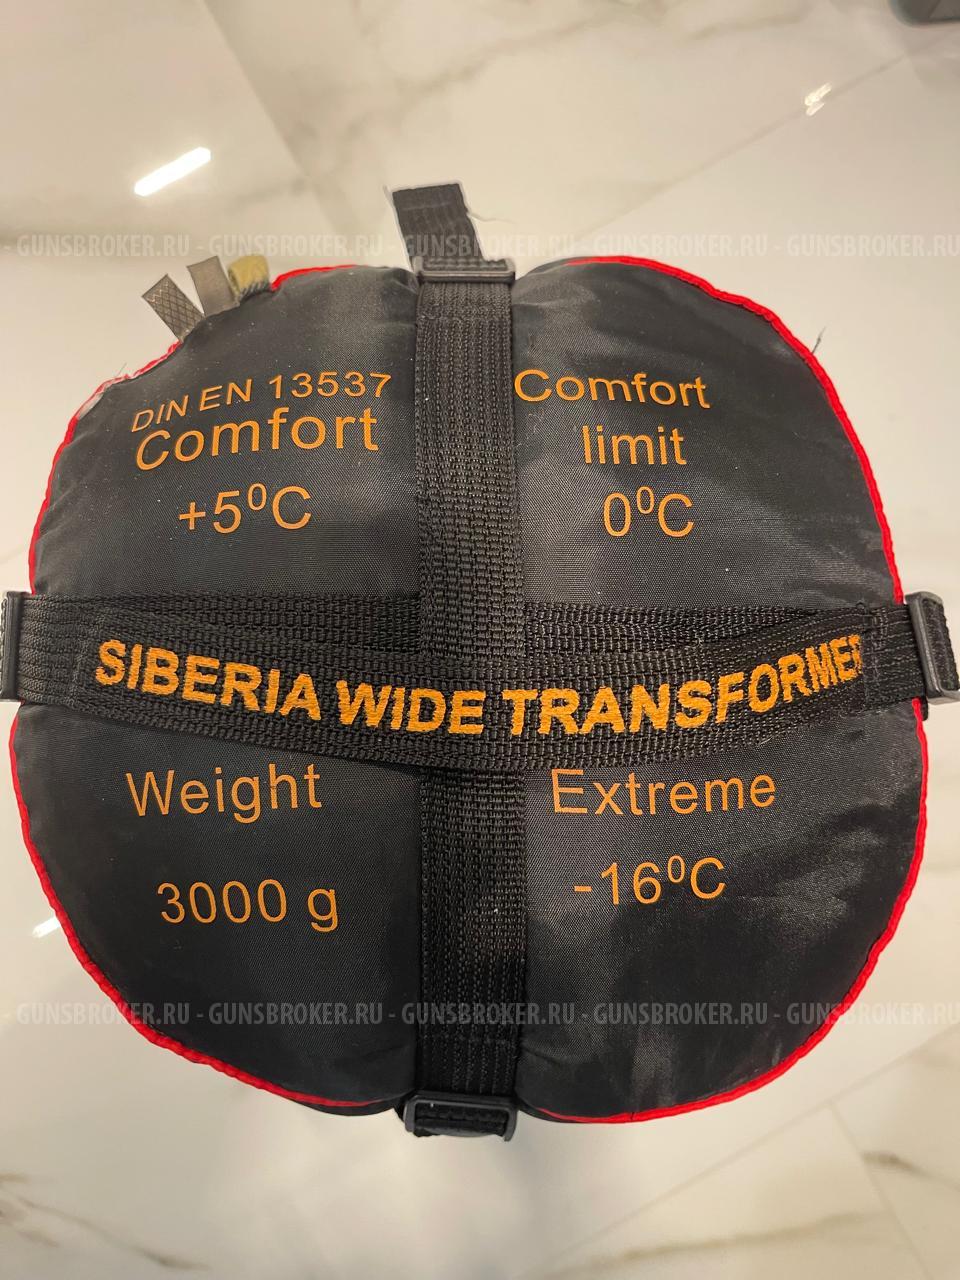 - GUNSBROKER.RU - GUNSBROKER.RU - GUNSBROKER.RU - GUNSBROKER.RU - GUNSBROKER.RU
DIN EN 13537
Comfort
+5⁰C
Comfort
limit
0⁰C
SIBERIA WIDE TRANSFORMER
Weight
3000 g
Extreme
-16⁰C
GUNSBROKER.RU - GUNSBROKER.RU - GUNSBROKER.RU - GUNSBROKER.RU - GUNSBROKER.RU